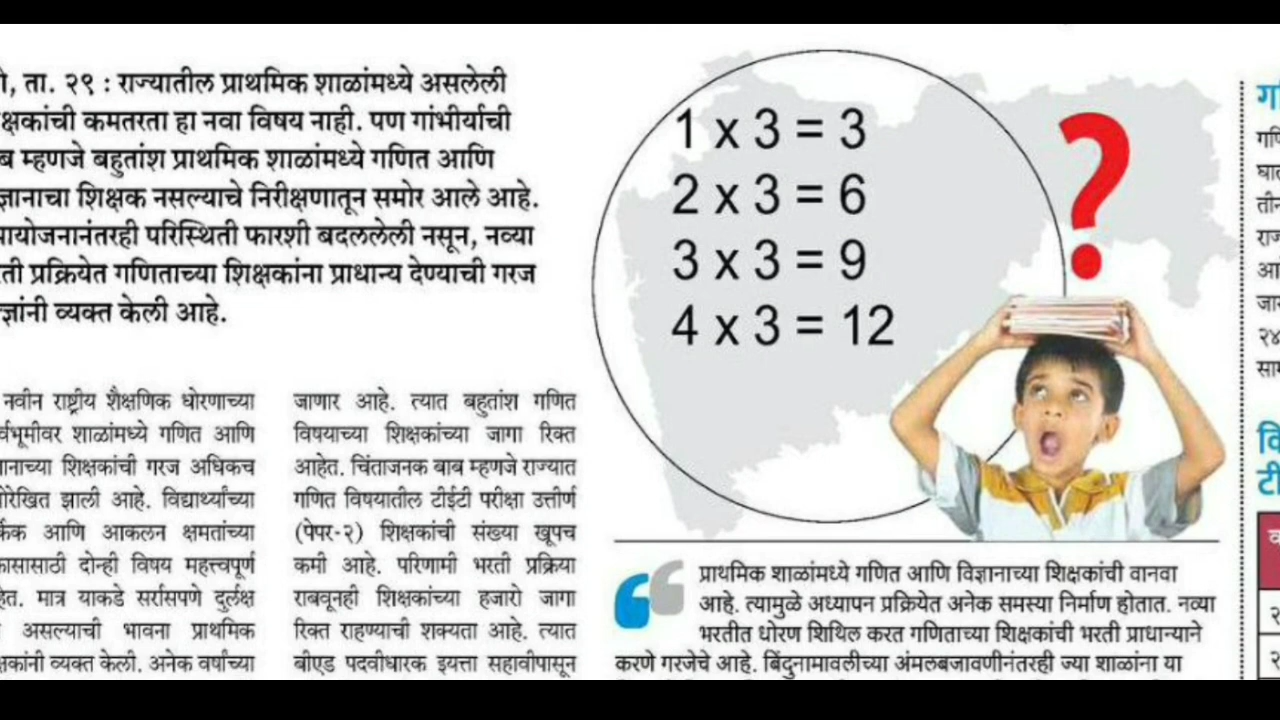 ता. २९ : राज्यातील प्राथमिक शाळांमध्ये असलेली
कमतरता हा नवा विषय नाही. पण गांभीर्याची
म्हणजे बहुतांश प्राथमिक शाळांमध्ये गणित आणि
शिक्षक नसल्याचे निरीक्षणातून समोर आले आहे.
परिस्थिती फारशी बदललेली नसून, नव्या
प्रक्रियेत गणिताच्या शिक्षकांना प्राधान्य देण्याची गरज
व्यक्त केली आहे.
नवीन राष्ट्रीय शैक्षणिक धोरणाच्या
शाळांमध्ये गणित आणि
शिक्षकांची गरज अधिकच
झाली आहे. विद्यार्थ्यांच्या
आणि आकलन क्षमतांच्या
दोन्ही विषय महत्त्वपूर्ण
मात्र याकडे सर्रासपणे दुर्लक्ष
असल्याची भावना प्राथमिक
व्यक्त केली. अनेक वर्षांच्या
जाणार आहे. त्यात बहुतांश गणित
विषयाच्या शिक्षकांच्या जागा रिक्त
आहेत. चिंताजनक बाब म्हणजे राज्यात
गणित विषयातील टीईटी परीक्षा उत्तीर्ण
(पेपर-२) शिक्षकांची संख्या खूपच
कमी आहे. परिणामी भरती प्रक्रिया
राबवूनही शिक्षकांच्या हजारो जागा
रिक्त राहण्याची शक्यता आहे. त्यात
बीएड पदवीधारक इयत्ता सहावीपासून
1 x 3 = 3
2 x 3 = 6
3 x 3 = 9
4 x 3 = 12
?
प्राथमिक शाळांमध्ये गणित आणि विज्ञानाच्या शिक्षकांची वानवा
आहे. त्यामुळे अध्यापन प्रक्रियेत अनेक समस्या निर्माण होतात. नव्या
भरतीत धोरण शिथिल करत गणिताच्या शिक्षकांची भरती प्राधान्याने
करणे गरजेचे आहे. बिंदुनामावलीच्या अंमलबजावणीनंतरही ज्या शाळांना या